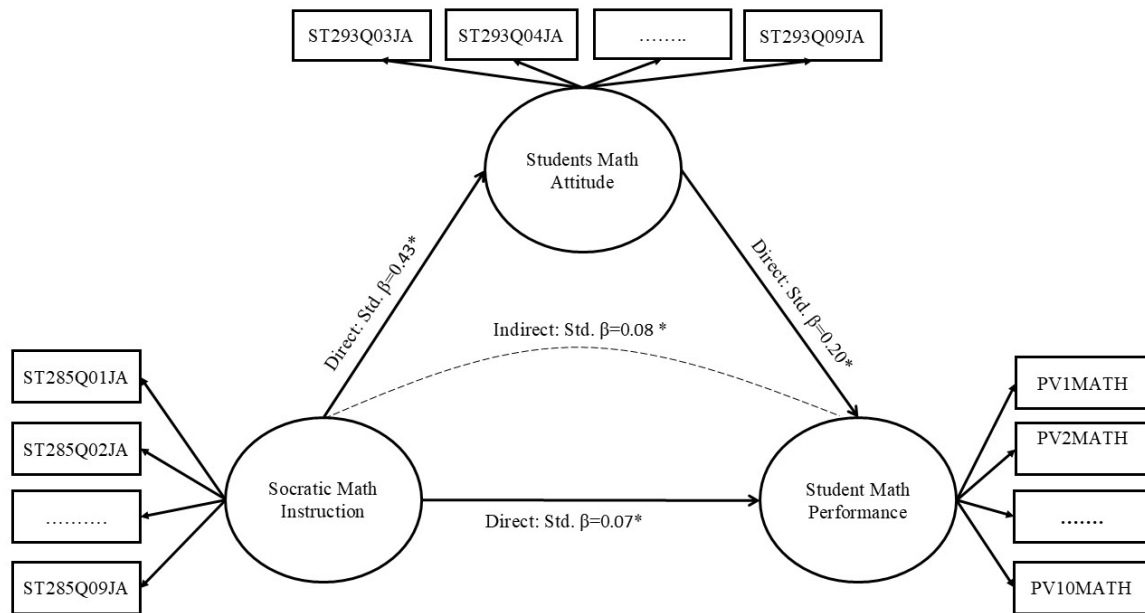 ST293Q03JA
ST293Q04JA
……..
ST293Q09JA
Students Math
Attitude
Direct: Std. β=0.43*
Direct: Std. β=0.20*
Indirect: Std. β=0.08 *
ST285Q01JA
ST285Q02JA
……….
ST285Q09JA
Socratic Math
Instruction
Direct: Std. β=0.07*
Student Math
Performance
PV1MATH
PV2MATH
…….
PV10MATH